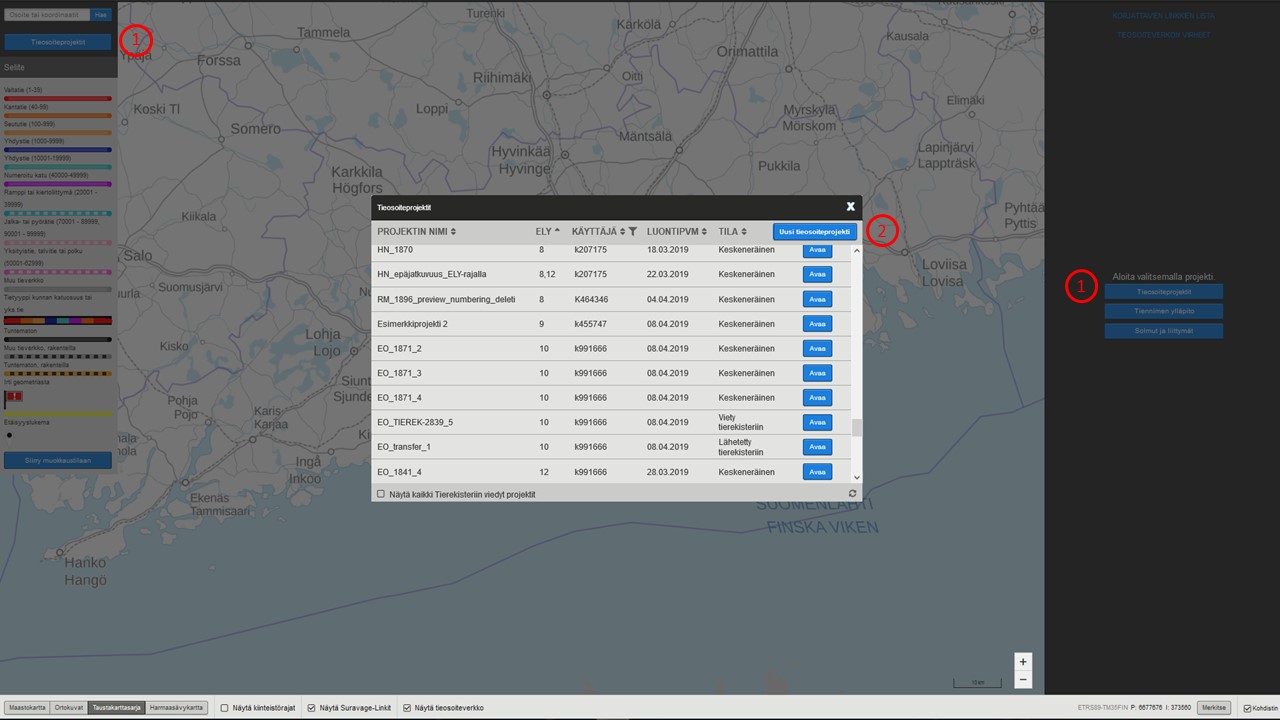 Osoite tai koordinaatit
Hae
Tieosoiteprojektit
1
Selite
Valtatie (1-39)
Kantatie (40-99)
Seututie (100-999)
Yhdystie (1000-9999)
Yhdystie (10001-19999)
Numeroitu katu (40000-49999)
Ramppi tai kiertoliittymä (20001 -
39999)
Jalka- tai pyörätie (70001 - 89999,
90001 - 99999)
Yksityistie, talvitie tai polku
(50001-62999)
Muu tieverkko
Tietyyppi kunnan katuosuus tai
yks.tie
Tuntematon
Muu tieverkko, rakenteilla
Tuntematon, rakenteilla
Irti geometriasta
Etäisyyslukema
Siirry muokkaustilaan
Turenki
Kärkölä
Kausala
Tammela
Orimattila
Ypäjä
Forssa
Riihimäki
Oitti
Koski Tl
Loppi
Myrskylä
Mörskom
Elimäki
Somero
Mäntsälä
Hyvinkää
Hyvinge
Lapinjärvi
Lappträsk
Pukkila
Karkkila
Högfors
Kiikala
Pyhtää
Pyttis
Salo
Loviisa
Lovisa
Suomusjärvi
Lohja
Lojo
Kisko
Pohja
Pojo
Karis
Karjaa
Ingå
Inkoo
Ekenäs
Tammisaari
Hanko
Hangö
SUOMENLAHTI
FINSKA VIKEN
Tieosoiteprojektit
X
PROJEKTIN NIMI ELY KÄYTTÄJÄ LUONTIPVM TILA Uusi tieosoiteprojekti
2
HN_1870 8 k207175 18.03.2019 Keskeneräinen Avaa
HN_epäjatkuvuus_ELY-rajalla 8,12 k207175 22.03.2019 Keskeneräinen Avaa
RM_1896_preview_numbering_deleti 8 K464346 04.04.2019 Keskeneräinen Avaa
Esimerkkiprojekti 2 9 k455747 08.04.2019 Keskeneräinen Avaa
EO_1871_2 10 k991666 08.04.2019 Keskeneräinen Avaa
EO_1871_3 10 k991666 08.04.2019 Keskeneräinen Avaa
EO_1871_4 10 k991666 08.04.2019 Keskeneräinen Avaa
EO_TIEREK-2839_5 10 k991666 08.04.2019 Viety
tierekisteriin Avaa
EO_transfer_1 10 k991666 08.04.2019 Lähetetty
tierekisteriin Avaa
EO_1841_4 12 k991666 28.03.2019 Keskeneräinen Avaa
Näytä kaikki Tierekisteriin viedyt projektit
KORJATTAVIEN LINKKIEN LISTA
TIEOSOITEVERKON VIRHEET
1
Aloita valitsemalla projekti.
Tieosoiteprojektit
Tiennimen ylläpito
Solmut ja liittymät
+
−
Maastokartta Ortokuvat Taustakarttasarja Harmaasävykartta Näytä kiinteistörajat Näytä Suravage-Linkit Näytä tieosoiteverkko
ETRS89-TM35FIN P: 6677676 I: 373560 Merkitse Kohdistin